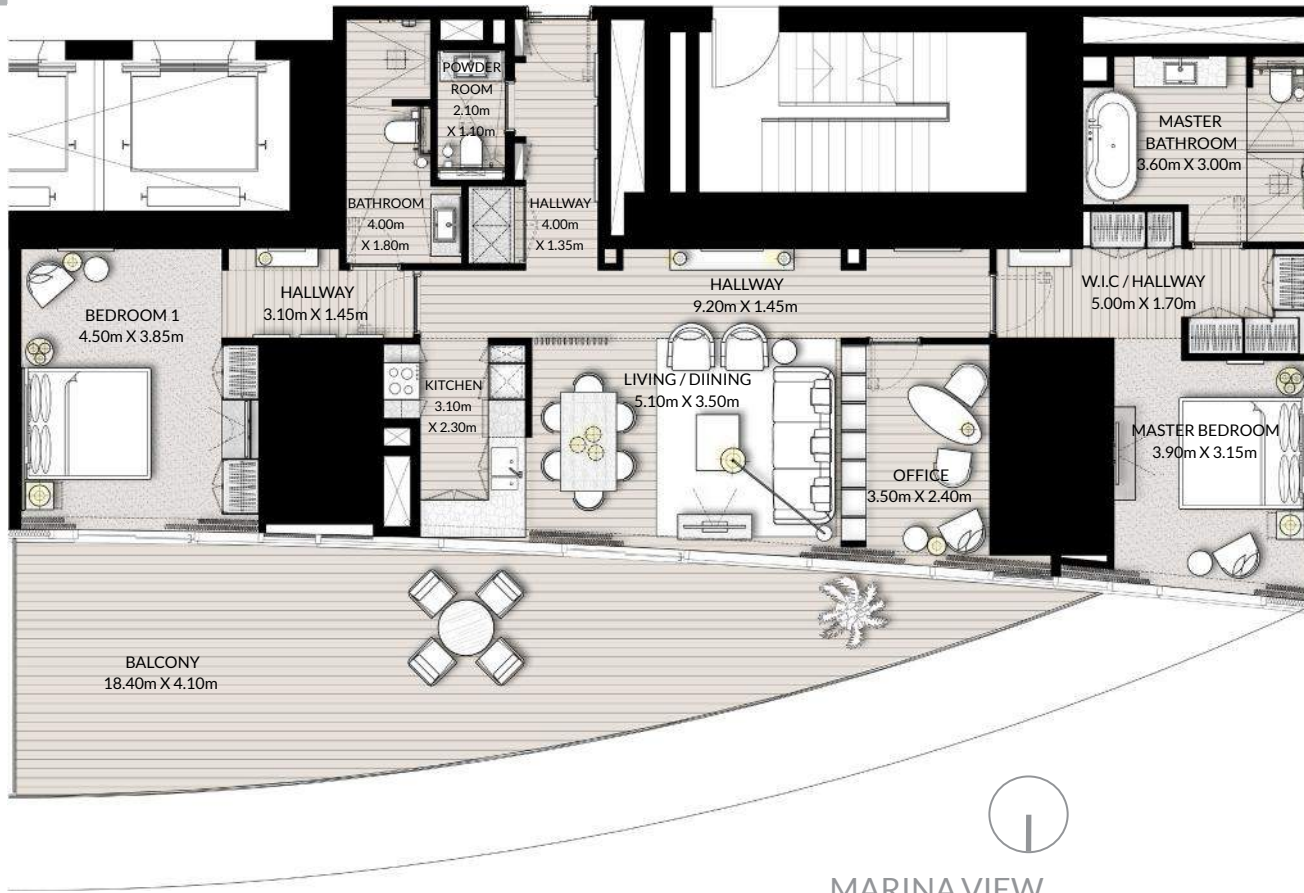 POWDER
ROOM
2.10m
X 1.10m
MASTER
BATHROOM
3.60m X 3.00m
BATHROOM
4.00m
X 1.80m
HALLWAY
4.00m
X 1.35m
BEDROOM 1
4.50m X 3.85m
HALLWAY
3.10m X 1.45m
HALLWAY
9.20m X 1.45m
W.I.C / HALLWAY
5.00m X 1.70m
KITCHEN
3.10m
X 2.30m
LIVING / DIINING
5.10m X 3.50m
OFFICE
3.50m X 2.40m
MASTER BEDROOM
3.90m X 3.15m
BALCONY
18.40m X 4.10m
MARINA VIEW